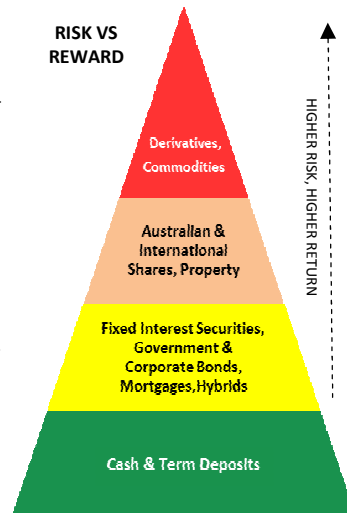 RISK VS
REWARD
Derivatives,
Commodities
HIGHER RISK, HIGHER RETURN
Australian &
International
Shares, Property
Fixed Interest Securities,
Government &
Corporate Bonds,
Mortgages,Hybrids
Cash & Term Deposits